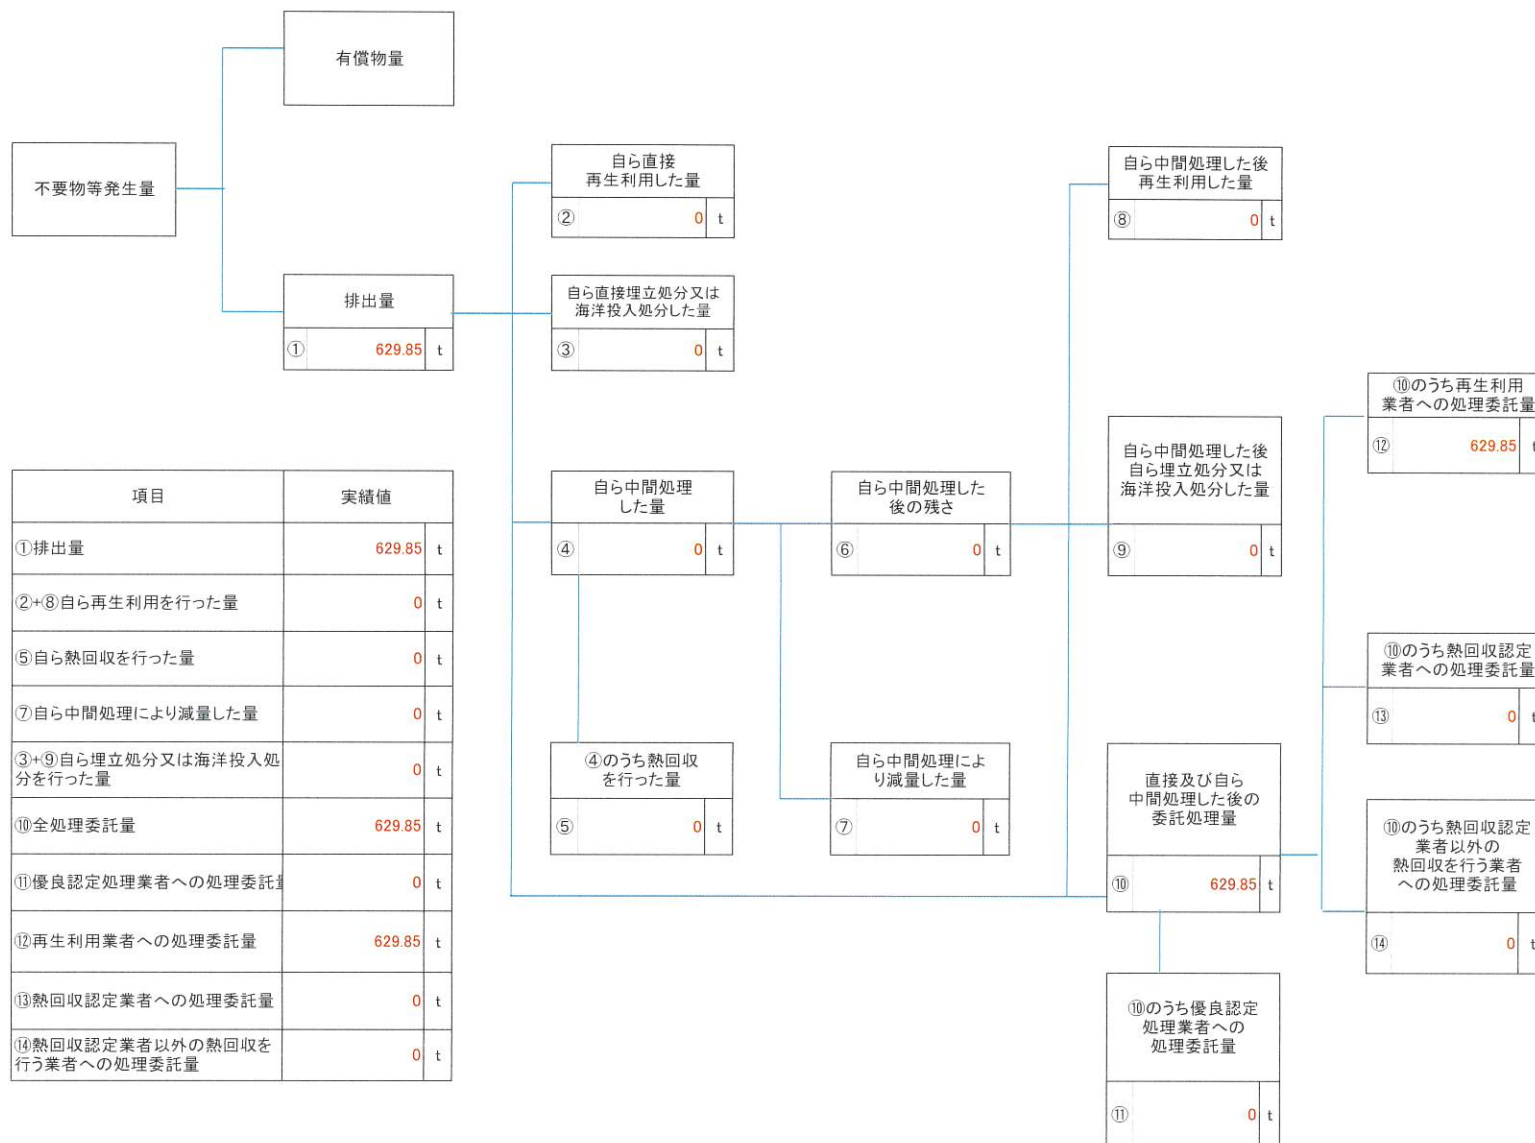 有償物量
不要物等発生量
排出量
① 629.85 t
自ら直接
再生利用した量
② 0 t
自ら直接埋立処分又は
海洋投入処分した量
③ 0 t
自ら中間処理
した量
④ 0 t
④のうち熱回収
を行った量
⑤ 0 t
自ら中間処理した
後の残さ
⑥ 0 t
自ら中間処理によ
り減量した量
⑦ 0 t
自ら中間処理した後
再生利用した量
⑧ 0 t
自ら中間処理した後
自ら埋立処分又は
海洋投入処分した量
⑨ 0 t
直接及び自ら
中間処理した後の
委託処理量
⑩ 629.85 t
⑩のうち優良認定
処理業者への
処理委託量
⑪ 0 t
⑩のうち再生利用
業者への処理委託量
⑫ 629.85 t
⑩のうち熱回収認定
業者への処理委託量
⑬ 0 t
⑩のうち熱回収認定
業者以外の
熱回収を行う業者
への処理委託量
⑭ 0 t
項目 実績値
①排出量 629.85 t
②+⑧自ら再生利用を行った量 0 t
⑤自ら熱回収を行った量 0 t
⑦自ら中間処理により減量した量 0 t
③+⑨自ら埋立処分又は海洋投入処
分を行った量 0 t
⑩全処理委託量 629.85 t
⑪優良認定処理業者への処理委託量 0 t
⑫再生利用業者への処理委託量 629.85 t
⑬熱回収認定業者への処理委託量 0 t
⑭熱回収認定業者以外の熱回収を
行う業者への処理委託量 0 t